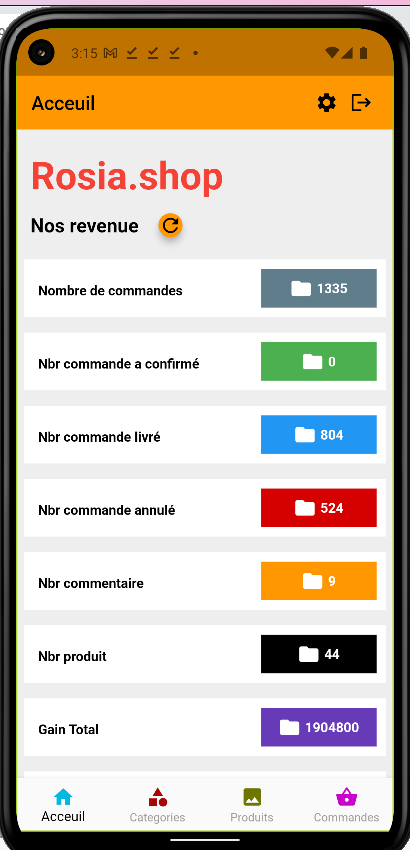 3:15
Acceuil
Rosia.shop
Nos revenue
Nombre de commandes 1335
Nbr commande a confirmé 0
Nbr commande livré 804
Nbr commande annulé 524
Nbr commentaire 9
Nbr produit 44
Gain Total 1904800
Acceuil Categories Produits Commandes